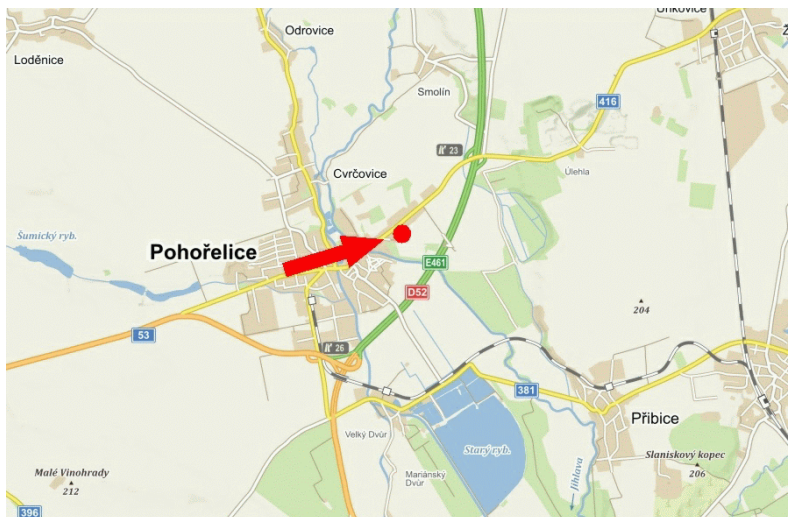 Odrovice
Loděnice
Smolín
416
23
Úlehla
Cvrčovice
Šumický ryb.
Pohořelice
E461
D52
204
53
26
381
Přibice
Velký Dvůr
Starý ryb.
Slaniskový kopec
206
Malé Vinohrady
212
Mariánský
Dvůr
Jihlava
396